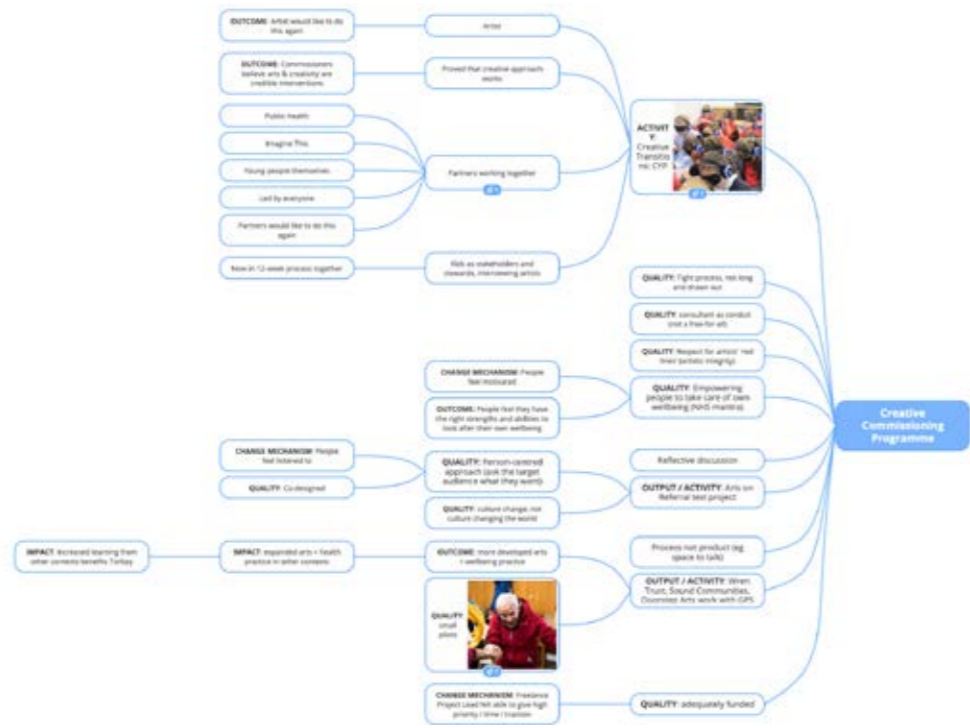 OUTCOME: Artist would like to do
this again
Artist
OUTCOME: Commissioners
believe arts & creativity are
credible interventions
Proved that creative approach
works
Public health
Imagine This
Young people themselves
Led by everyone
Partners would like to do this
again
Partners working together
Now in 12-week process together
Kids as stakeholders and
stewards, interviewing artists
ACTIVIT
Y:
Creative
Transitio
ns: CYP
QUALITY: Tight process, not long
and drawn out
QUALITY: consultant as conduit
(not a free-for-all)
QUALITY: Respect for artists' red
lines (artistic integrity)
CHANGE MECHANISM: People
feel motivated
OUTCOME: People feel they have
the right strengths and abilities to
look after their own wellbeing
QUALITY: Empowering
people to take care of own
wellbeing (NHS mantra)
Creative
Commissioning
Programme
Reflective discussion
CHANGE MECHANISM: People
feel listened to
QUALITY: Co-designed
QUALITY: Person-centred
approach (ask the target
audience what they want)
QUALITY: culture change, not
culture changing the world
OUTPUT / ACTIVITY: Arts on
Referral test project
Process not product (eg
space to talk)
IMPACT: Increased learning from
other contexts benefits Torbay
IMPACT: expanded arts + health
practice in other contexts
OUTCOME: more developed arts
+ wellbeing practice
QUALITY:
small
pilots
OUTPUT / ACTIVITY: Wren
Trust, Sound Communities,
Doorstep Arts work with GPS
CHANGE MECHANISM: Freelance
Project Lead felt able to give high
priority / time / traction
QUALITY: adequately funded